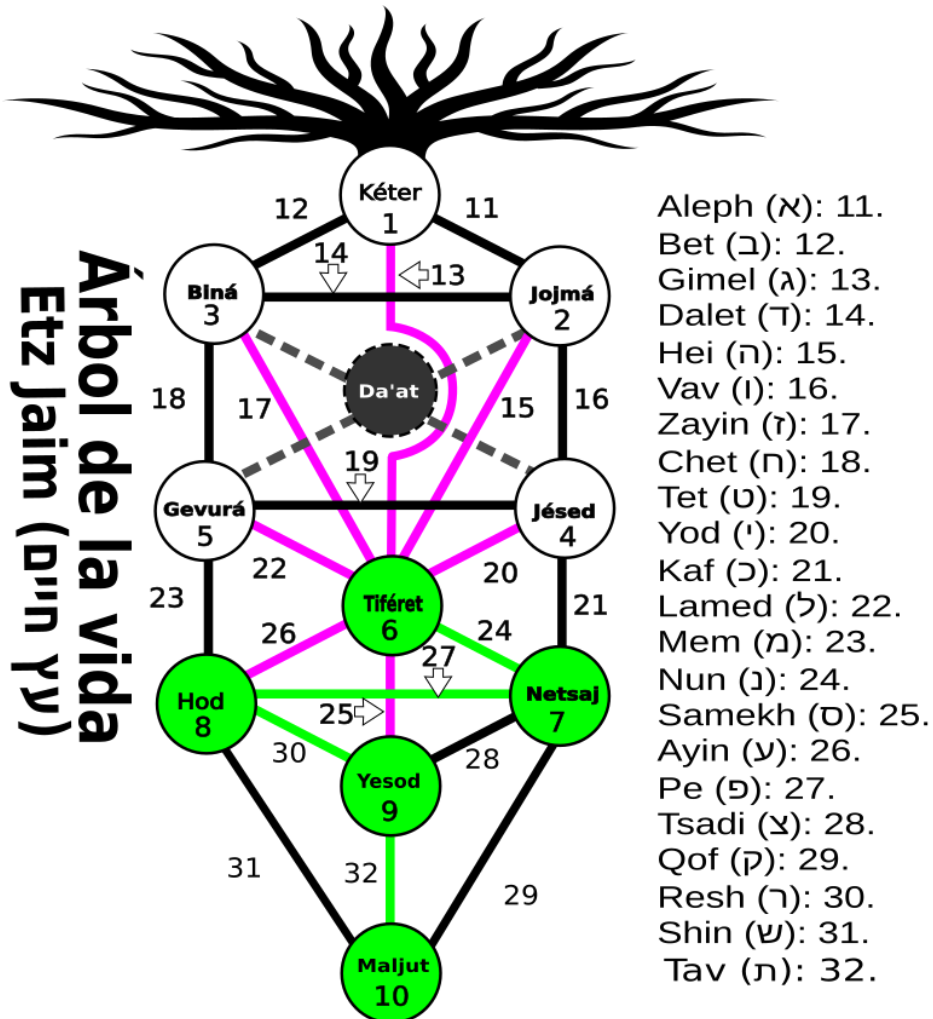 Árbol de la vida
Etz Jaim (עץ חיים)
Kéter
1
12
11
14
13
Biná
3
Jojmá
2
Da'at
18
17
15
16
19
Gevurá
5
Jésed
4
22
20
23
21
Tiféret
6
26
24
27
Hod
8
Netsaj
7
25
30
28
Yesod
9
31
32
29
Maljut
10
Aleph (א): 11.
Bet (ב): 12.
Gimel (ג): 13.
Dalet (ד): 14.
Hei (ה): 15.
Vav (ו): 16.
Zayin (ז): 17.
Chet (ח): 18.
Tet (ט): 19.
Yod (י): 20.
Kaf (כ): 21.
Lamed (ל): 22.
Mem (מ): 23.
Nun (נ): 24.
Samekh (ס): 25.
Ayin (ע): 26.
Pe (פ): 27.
Tsadi (צ): 28.
Qof (ק): 29.
Resh (ר): 30.
Shin (ש): 31.
Tav (ת): 32.